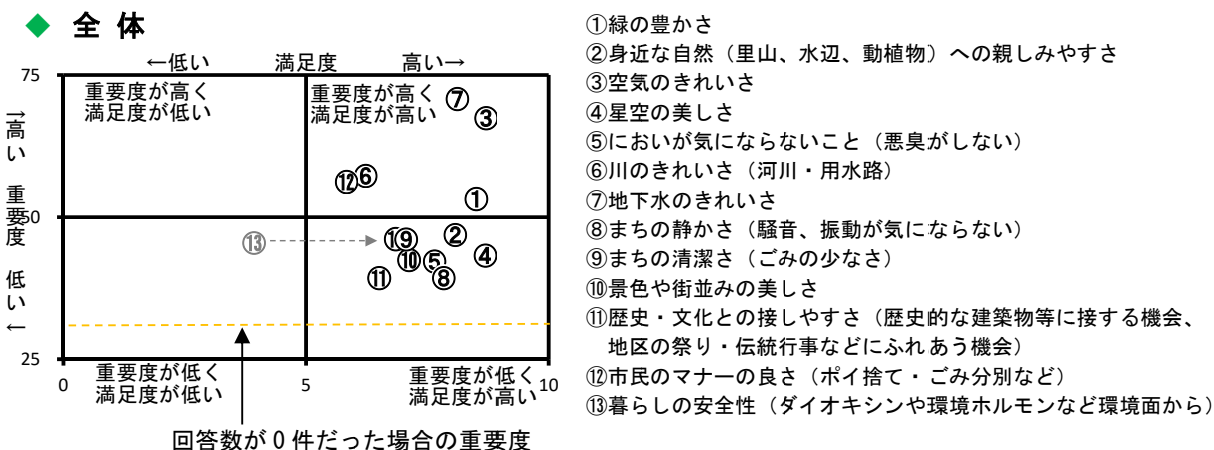 ◆ 全 体
←低い 満足度 高い→
75
重要度が高く
満足度が低い
重要度が高く
満足度が高い
⑦
③
⑫⑥
①
↑高い 重要度 低い↓
50
⑬
⑨
②
⑩
⑤
④
⑪
⑧
25
0
重要度が低く
満足度が低い
5
重要度が低く
満足度が高い
10
回答数が0件だった場合の重要度
①緑の豊かさ
②身近な自然（里山、水辺、動植物）への親しみやすさ
③空気のきれいさ
④星空の美しさ
⑤においが気にならないこと（悪臭がしない）
⑥川のきれいさ（河川・用水路）
⑦地下水のきれいさ
⑧まちの静かさ（騒音、振動が気にならない）
⑨まちの清潔さ（ごみの少なさ）
⑩景色や街並みの美しさ
⑪歴史・文化との接しやすさ（歴史的な建築物等に接する機会、
地区の祭り・伝統行事などにふれあう機会）
⑫市民のマナーの良さ（ポイ捨て・ごみ分別など）
⑬暮らしの安全性（ダイオキシンや環境ホルモンなど環境面から）